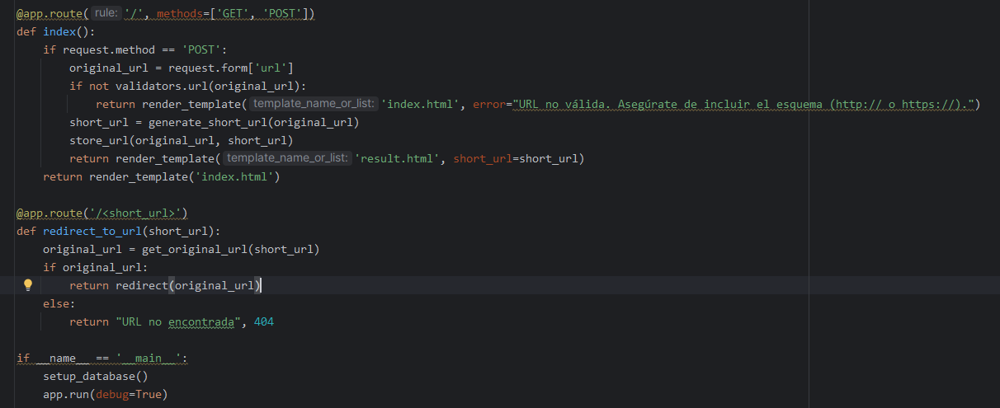 @app.route( rule: '/', methods=['GET', 'POST'])
def index():
    if request.method == 'POST':
        original_url = request.form['url']
        if not validators.url(original_url):
            return render_template( template_name_or_list: 'index.html', error="URL no válida. Asegúrate de incluir el esquema (http:// o https://).")
        short_url = generate_short_url(original_url)
        store_url(original_url, short_url)
        return render_template( template_name_or_list: 'result.html', short_url=short_url)
    return render_template('index.html')

@app.route('/<short_url>')
def redirect_to_url(short_url):
    original_url = get_original_url(short_url)
    if original_url:
        return redirect(original_url)
    else:
        return "URL no encontrada", 404

if __name__ == '__main__':
    setup_database()
    app.run(debug=True)